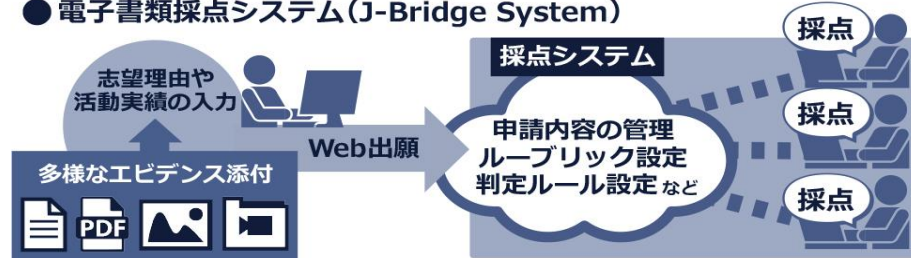 ●電子書類採点システム(J-Bridge System)
志望理由や
活動実績の入力
多様なエビデンス添付
PDF
Web出願
採点システム
申請内容の管理
ルーブリック設定
判定ルール設定 など
採点
採点
採点